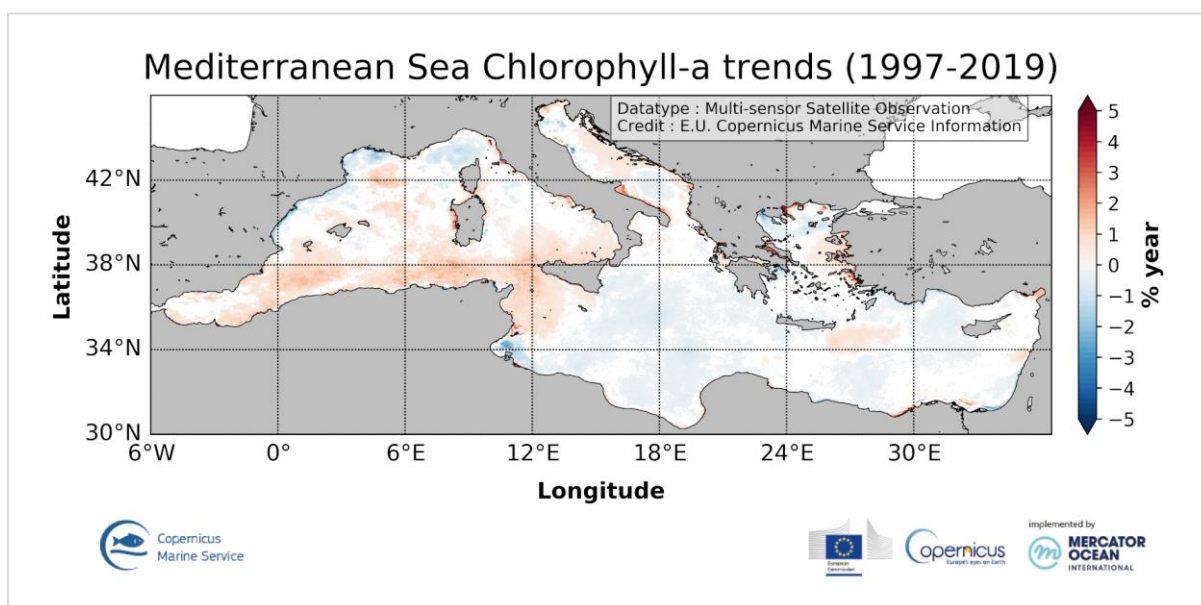 Mediterranean Sea Chlorophyll-a trends (1997-2019)
Datatype : Multi-sensor Satellite Observation
Credit : E.U. Copernicus Marine Service Information
Latitude
42°N
38°N
34°N
30°N
6°W
0°
6°E
12°E
18°E
24°E
30°E
Longitude
5
4
3
2
1
0
−1
−2
−3
−4
−5
% year
Copernicus
Marine Service
European
Commission
opernicus
Europe's eyes on Earth
implemented by
MERCATOR
OCEAN
INTERNATIONAL